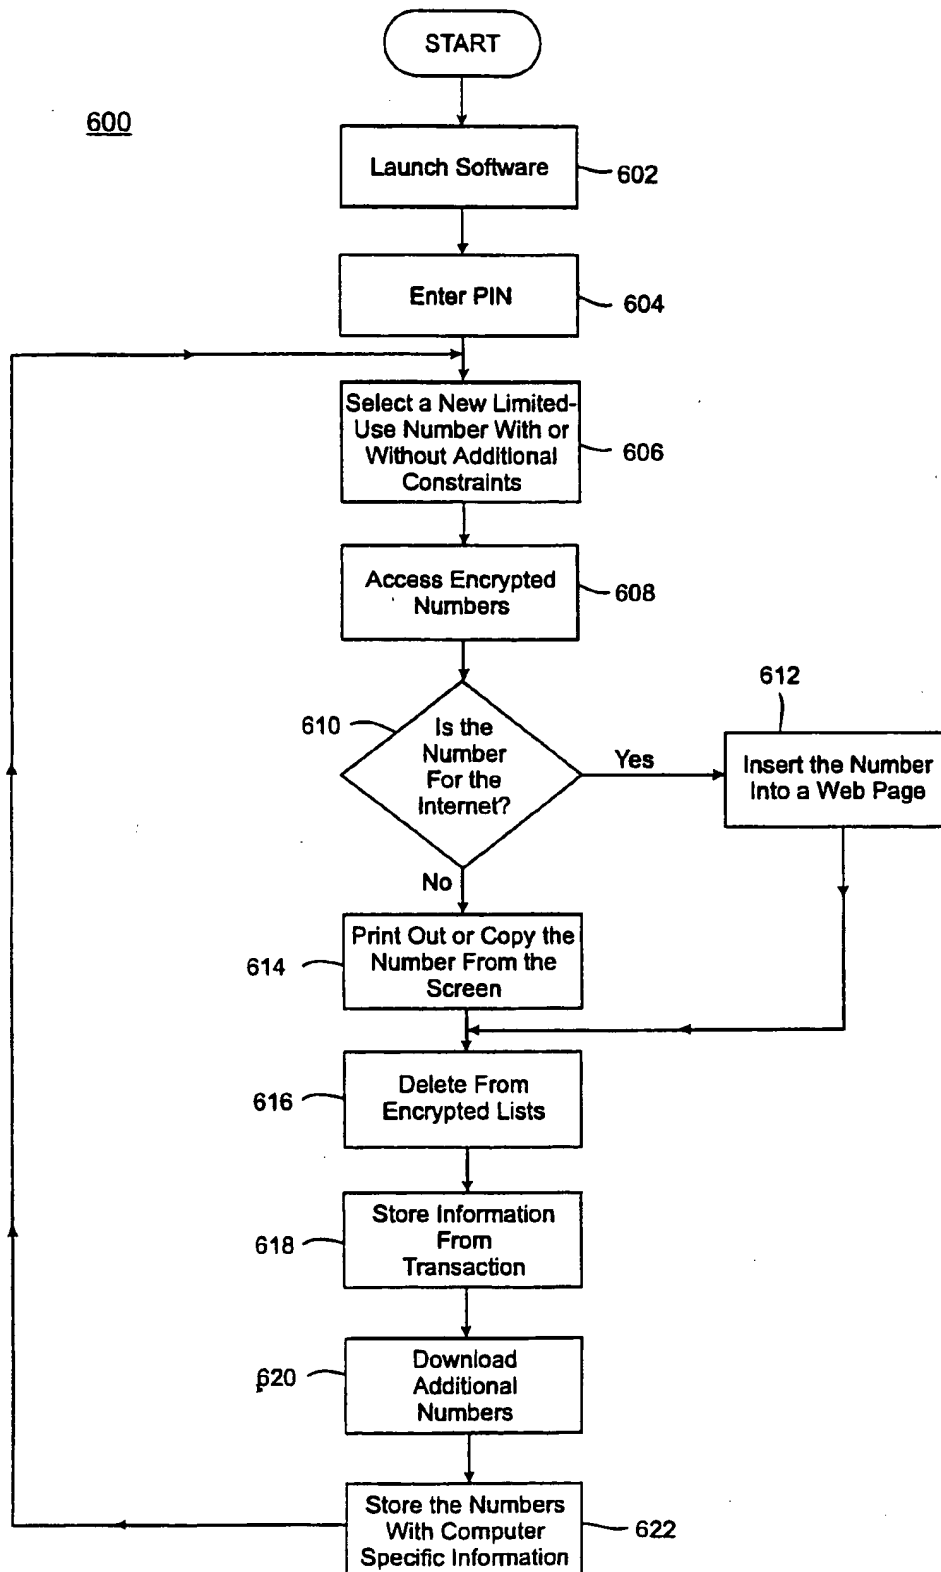 START
600
Launch Software
602
Enter PIN
604
Select a New Limited-
Use Number With or
Without Additional
Constraints
606
Access Encrypted
Numbers
608
610
Is the
Number
For the
Internet?
Yes
612
Insert the Number
Into a Web Page
No
Print Out or Copy the
Number From the
Screen
614
Delete From
Encrypted Lists
616
Store Information
From
Transaction
618
Download
Additional
Numbers
620
Store the Numbers
With Computer
Specific Information
622